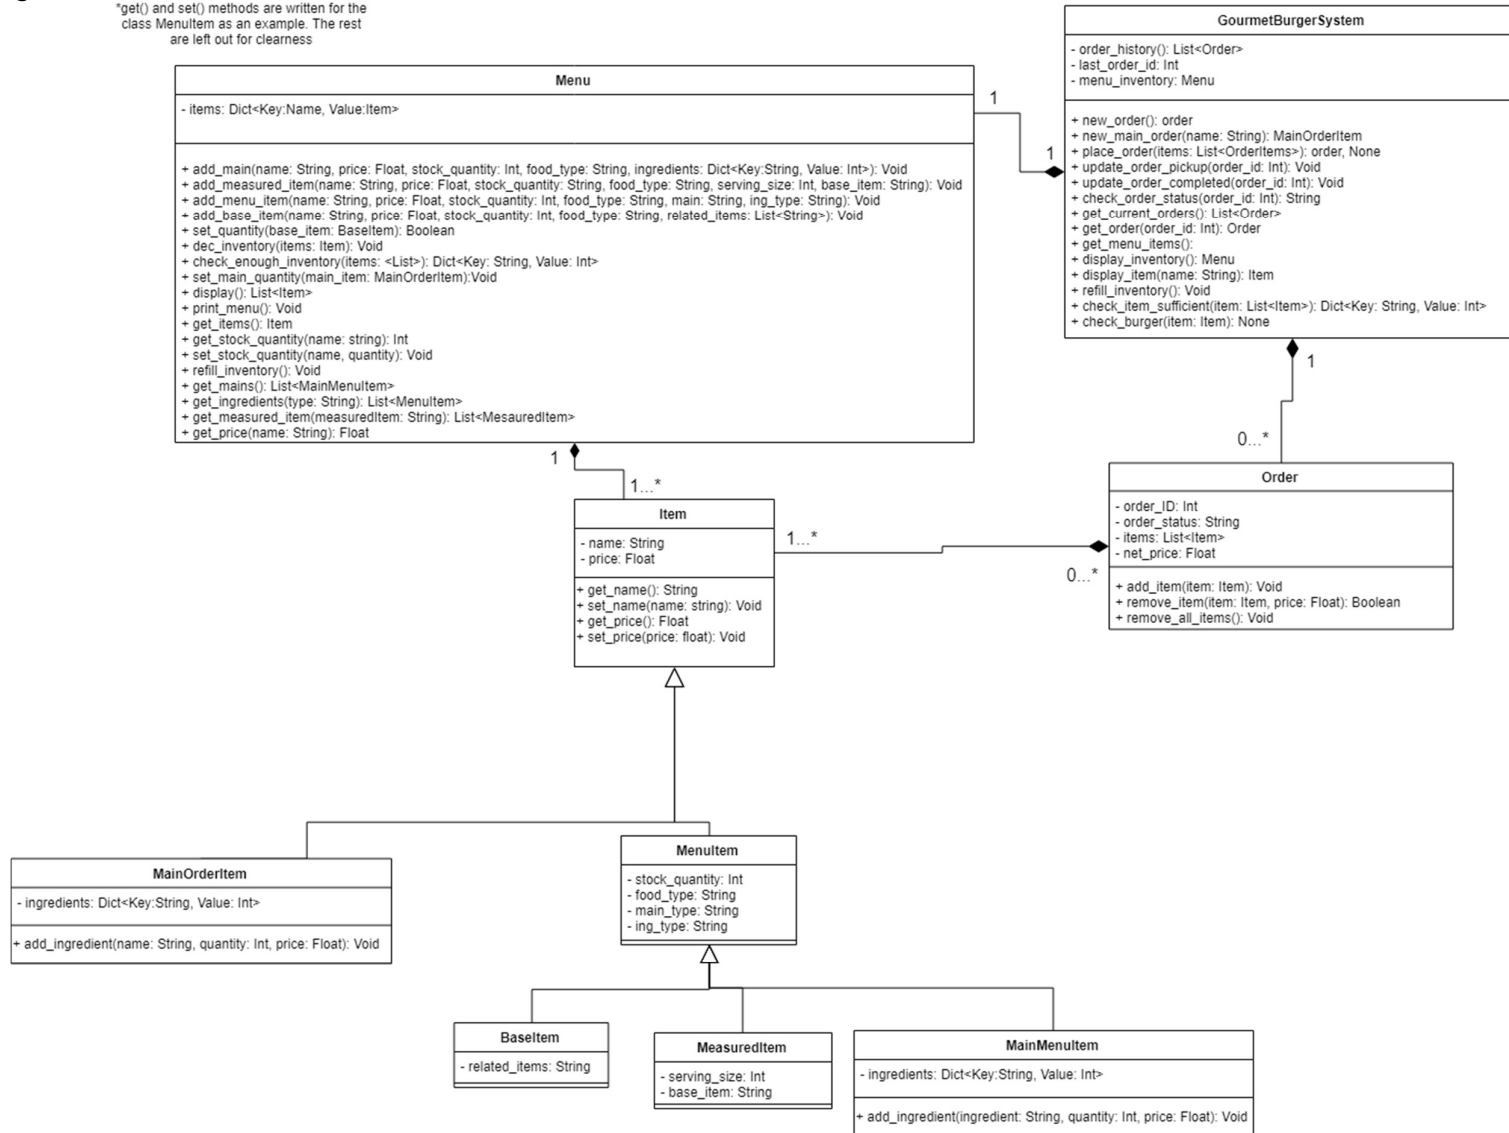 *get() and set() methods are written for the
class MenuItem as an example. The rest
are left out for clearness
GourmetBurgerSystem
- order_history(): List<Order>
- last_order_id: Int
- menu_inventory: Menu
+ new_order(): order
+ new_main_order(name: String): MainOrderItem
+ place_order(items: List<OrderItems>): order, None
+ update_order_pickup(order_id: Int): Void
+ update_order_completed(order_id: Int): Void
+ check_order_status(order_id: Int): String
+ get_current_orders(): List<Order>
+ get_order(order_id: Int): Order
+ get_menu_items():
+ display_inventory(): Menu
+ display_item(name: String): Item
+ refill_inventory(): Void
+ check_item_sufficient(item: List<Item>): Dict<Key: String, Value: Int>
+ check_burger(item: Item): None
Menu
- items: Dict<Key:Name, Value:Item>
+ add_main(name: String, price: Float, stock_quantity: Int, food_type: String, ingredients: Dict<Key:String, Value: Int>): Void
+ add_measured_item(name: String, price: Float, stock_quantity: String, food_type: String, serving_size: Int, base_item: String): Void
+ add_menu_item(name: String, price: Float, stock_quantity: Int, food_type: String, main: String, ing_type: String): Void
+ add_base_item(name: String, price: Float, stock_quantity: Int, food_type: String, related_items: List<String>): Void
+ set_quantity(base_item: BaseItem): Boolean
+ dec_inventory(items: Item): Void
+ check_enough_inventory(items: <List>): Dict<Key: String, Value: Int>
+ set_main_quantity(main_item: MainOrderItem):Void
+ display(): List<Item>
+ print_menu(): Void
+ get_items(): Item
+ get_stock_quantity(name: string): Int
+ set_stock_quantity(name, quantity): Void
+ refill_inventory(): Void
+ get_mains(): List<MainMenuItem>
+ get_ingredients(type: String): List<MenuItem>
+ get_measured_item(measuredItem: String): List<MesauredItem>
+ get_price(name: String): Float
1
1
1
0...*
1
1...*
Item
- name: String
- price: Float
+ get_name(): String
+ set_name(name: string): Void
+ get_price(): Float
+ set_price(price: float): Void
1...*
0...*
Order
- order_ID: Int
- order_status: String
- items: List<Item>
- net_price: Float
+ add_item(item: Item): Void
+ remove_item(item: Item, price: Float): Boolean
+ remove_all_items(): Void
MainOrderItem
- ingredients: Dict<Key:String, Value: Int>
+ add_ingredient(name: String, quantity: Int, price: Float): Void
MenuItem
- stock_quantity: Int
- food_type: String
- main_type: String
- ing_type: String
BaseItem
- related_items: String
MeasuredItem
- serving_size: Int
- base_item: String
MainMenuItem
- ingredients: Dict<Key:String, Value: Int>
+ add_ingredient(ingredient: String, quantity: Int, price: Float): Void